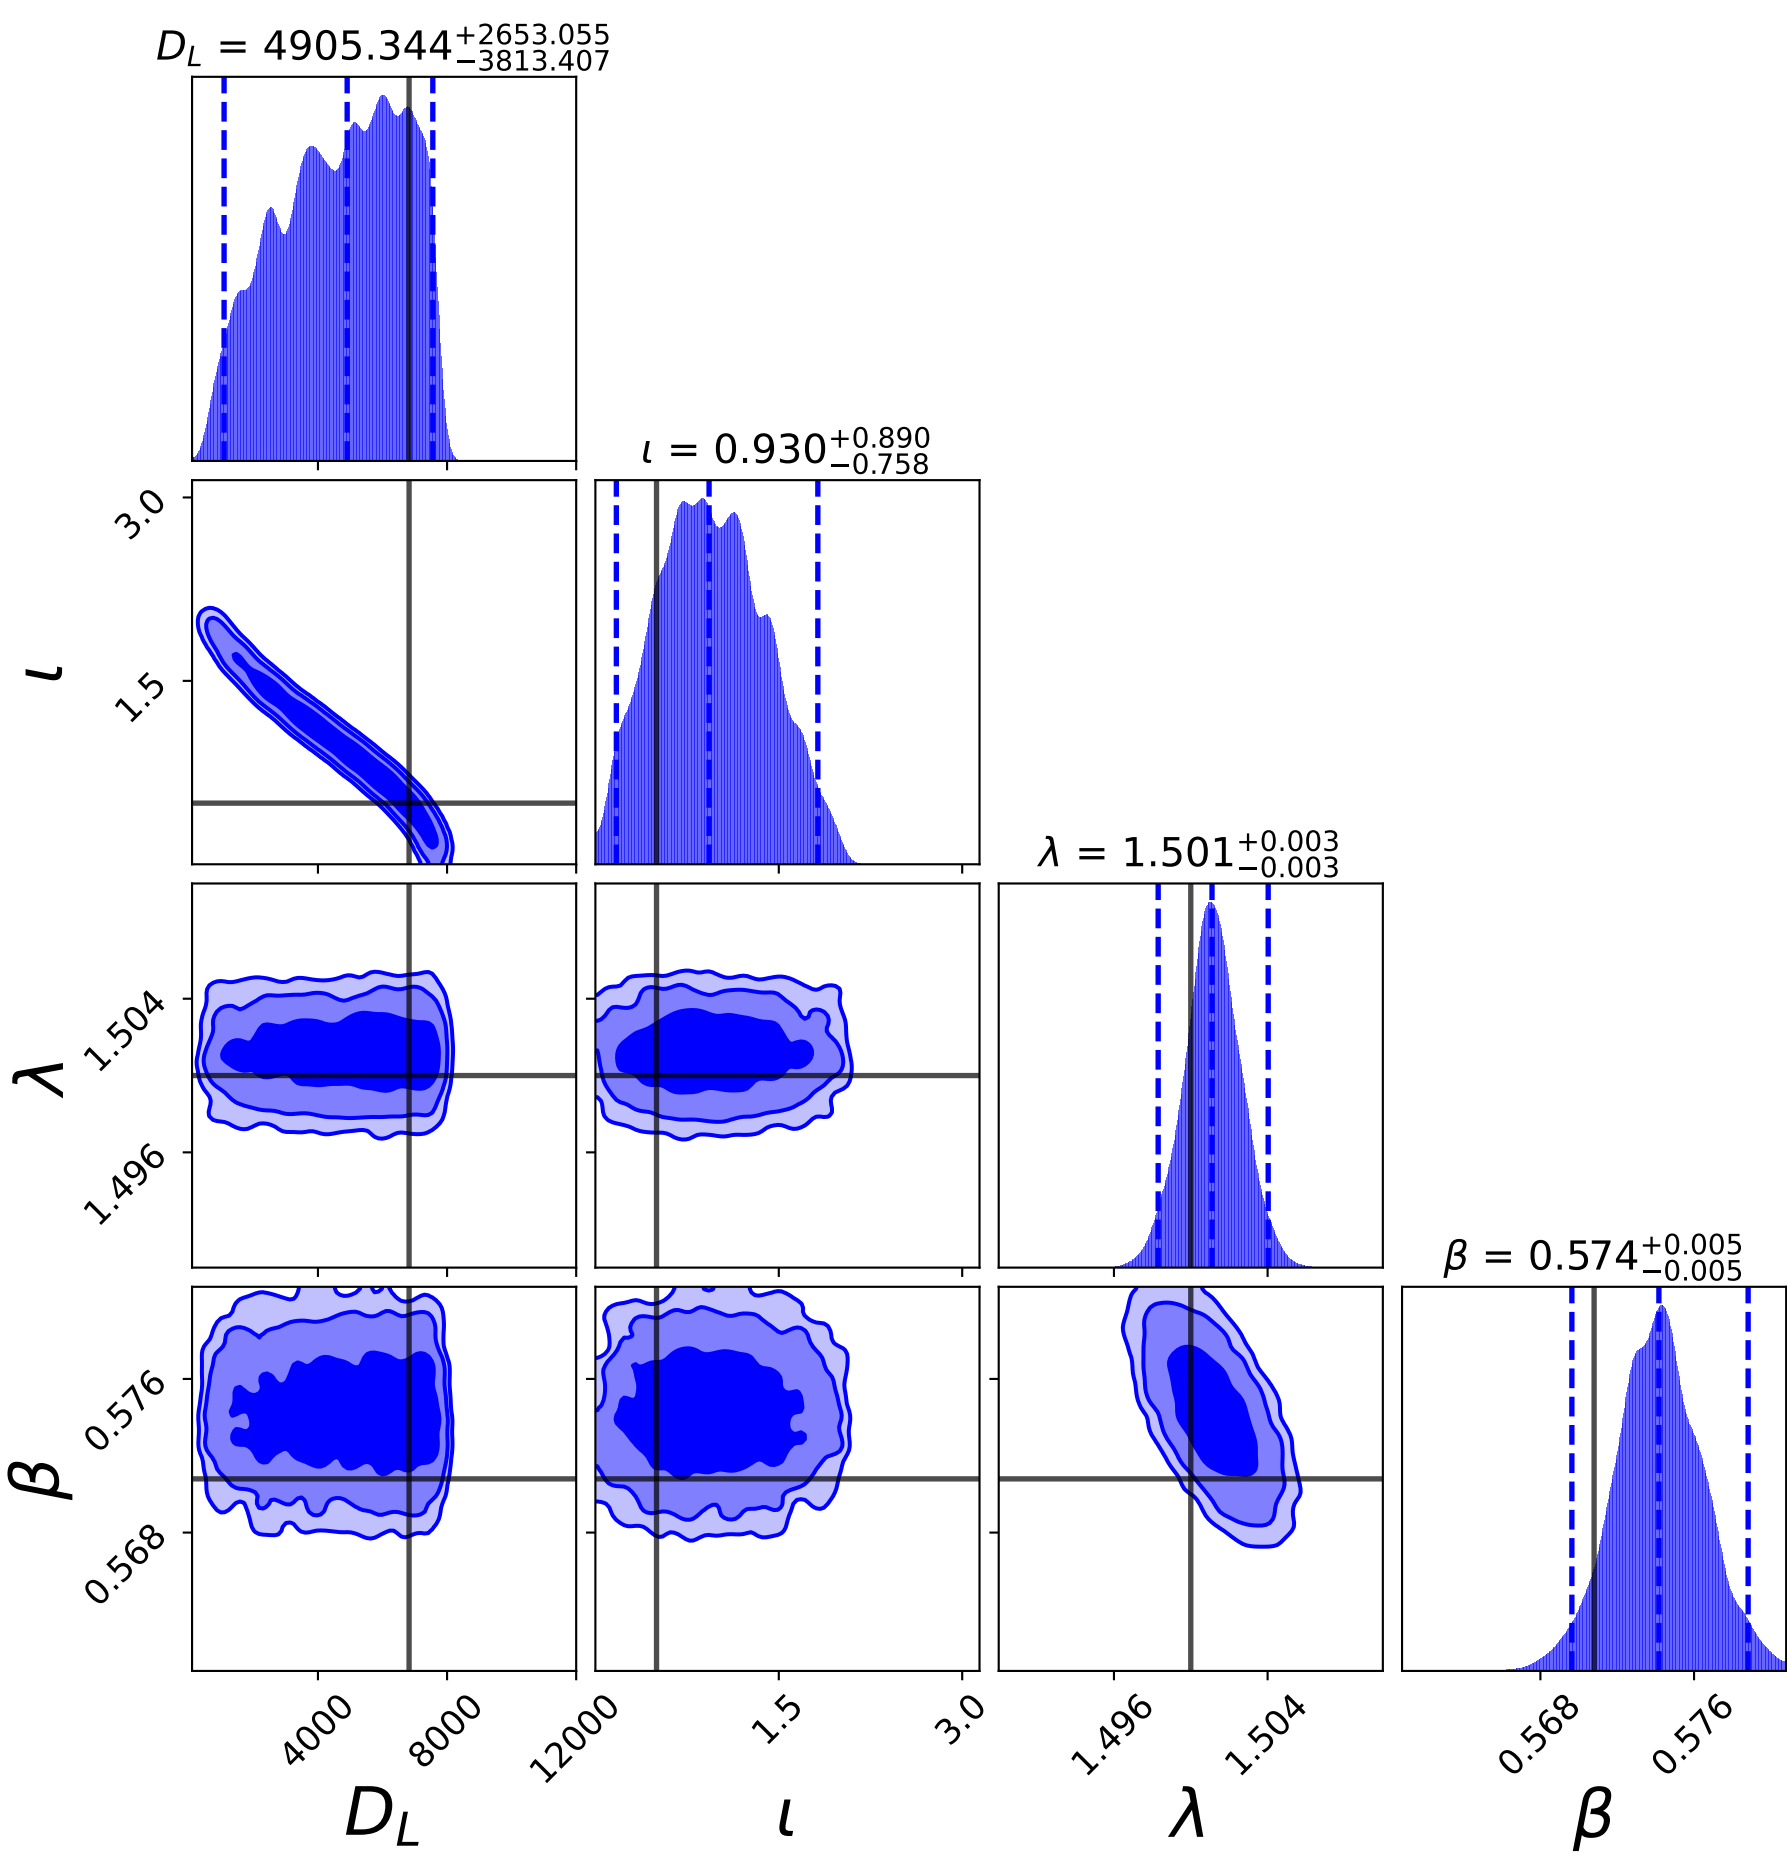 D_L = 4905.344^{+2653.055}_{−3813.407}
ι = 0.930^{+0.890}_{−0.758}
3.0
1.5
ι
λ = 1.501^{+0.003}_{−0.003}
1.504
1.496
λ
β = 0.574^{+0.005}_{−0.005}
0.576
0.568
β
4000 8000 12000 1.5 3.0 1.496 1.504 0.568 0.576
D_L ι λ β